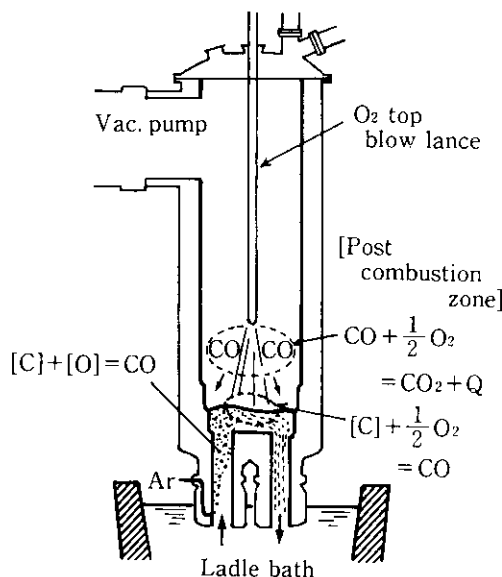 Vac. pump
O₂ top
blow lance
[Post
combustion
zone]
CO CO
CO + 1/2 O₂
= CO₂ + Q
[C} + [O] = CO
[C] + 1/2 O₂
= CO
Ar
Ladle bath